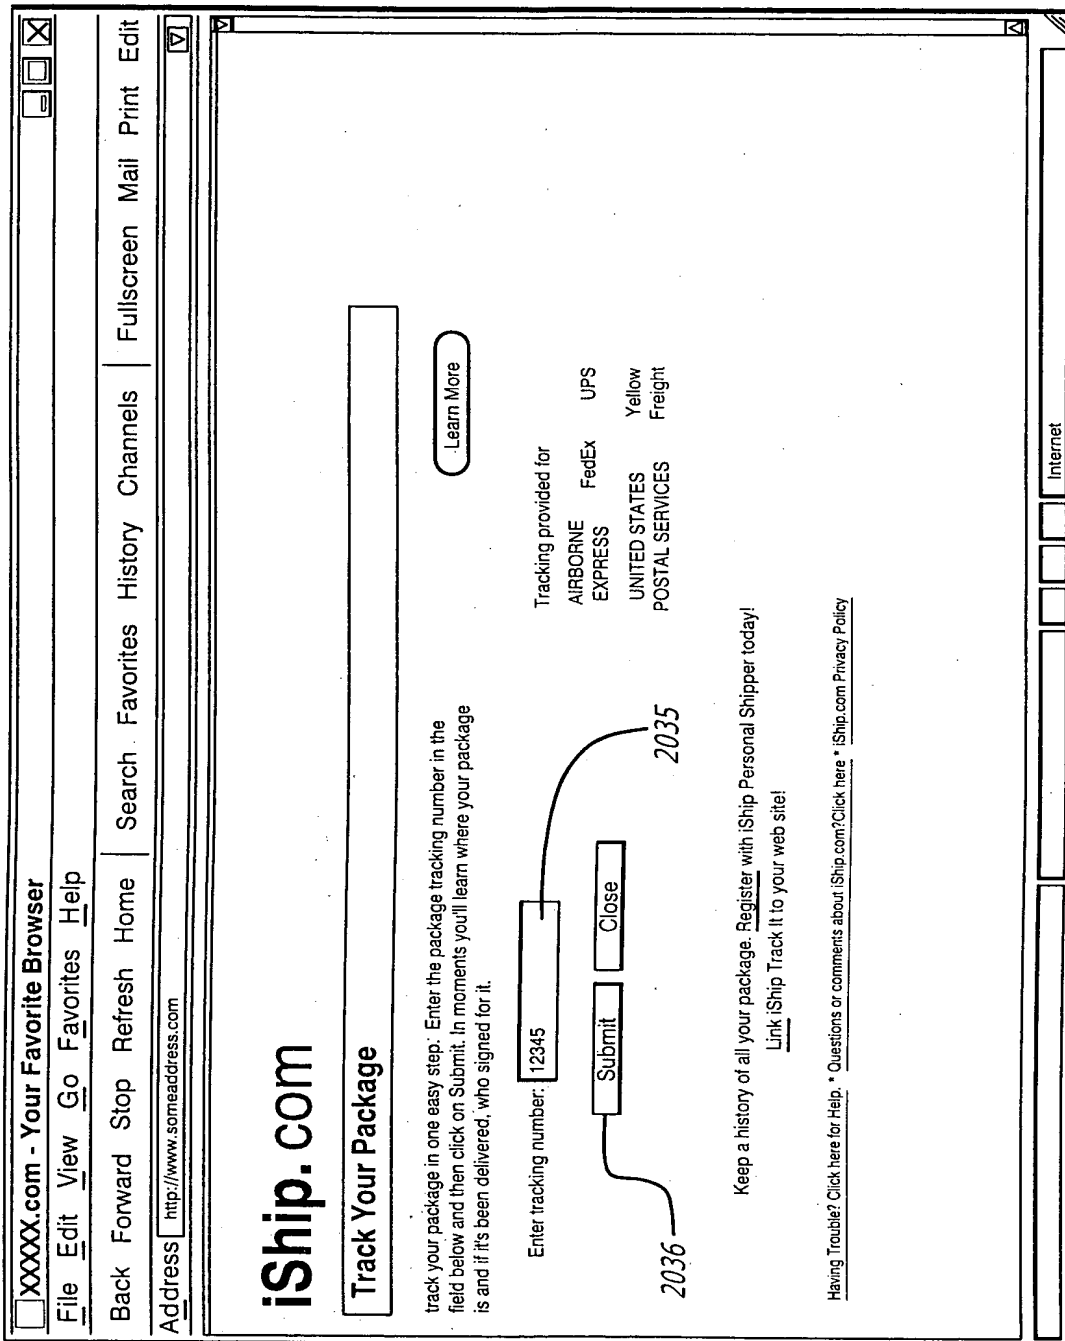 XXXXX.com - Your Favorite Browser
File Edit View Go Favorites Help
Back Forward Stop Refresh Home | Search Favorites History Channels | Fullscreen Mail Print Edit
Address http://www.someaddress.com
iShip.com
Track Your Package
track your package in one easy step: Enter the package tracking number in the
field below and then click on Submit. In moments you'll learn where your package
is and if it's been delivered, who signed for it.
Learn More
Enter tracking number: 12345
Submit Close
2035
2036
Tracking provided for
AIRBORNE
EXPRESS
FedEx
UPS
UNITED STATES
POSTAL SERVICES
Yellow
Freight
Keep a history of all your package. Register with iShip Personal Shipper today!
Link iShip Track It to your web site!
Having Trouble? Click here for Help. * Questions or comments about iShip.com?Click here * iShip.com Privacy Policy
Internet